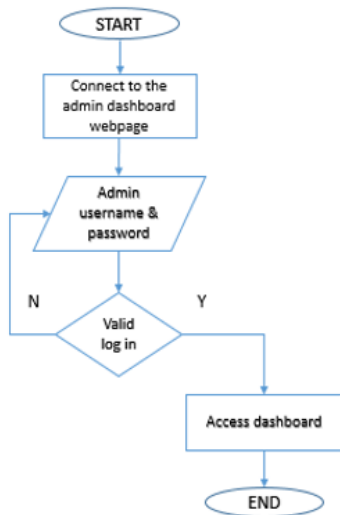 START
Connect to the
admin dashboard
webpage
Admin
username &
password
N
Y
Valid
log in
Access dashboard
END